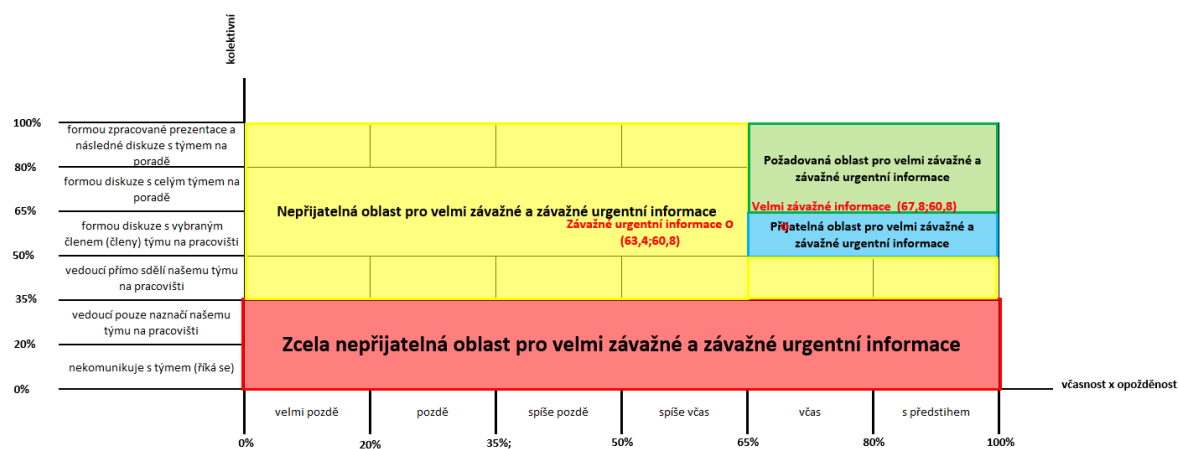 kolektivní
100%
formou zpracované prezentace a
následné diskuze s týmem na
poradě
80%
formou diskuze s celým týmem na
poradě
65%
formou diskuze s vybraným
členem (členy) týmu na pracovišti
50%
vedoucí přímo sdělí našemu týmu
na pracovišti
35%
vedoucí pouze naznačí našemu
týmu na pracovišti
20%
nekomunikuje s týmem (říká se)
0%
Požadovaná oblast pro velmi závažné a
závažné urgentní informace
Nepřijatelná oblast pro velmi závažné a závažné urgentní informace
Velmi závažné informace (67,8;60,8)
Závažné urgentní informace O
(63,4;60,8)
Přijatelná oblast pro velmi závažné a
závažné urgentní informace
Zcela nepřijatelná oblast pro velmi závažné a závažné urgentní informace
včasnost x opožděnost
velmi pozdě
pozdě
spíše pozdě
spíše včas
včas
s předstihem
0%
20%
35%;
50%
65%
80%
100%